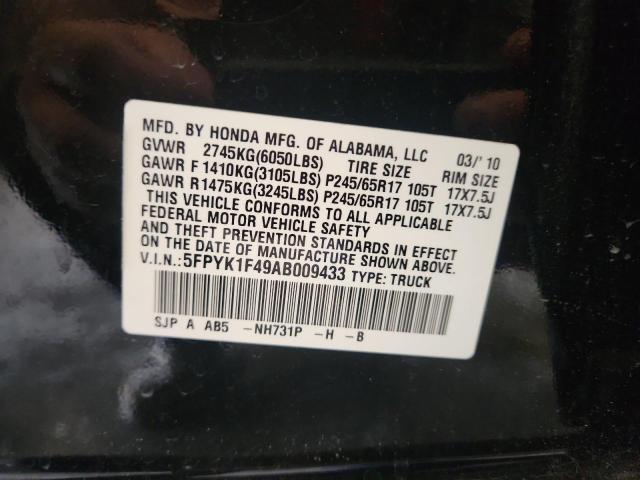 MFD. BY HONDA MFG. OF ALABAMA, LLC 03/'10
GVWR 2745KG(6050LBS) TIRE SIZE RIM SIZE
GAWR F 1410KG(3105LBS) P245/65R17 105T 17X7.5J
GAWR R 1475KG(3245LBS) P245/65R17 105T 17X7.5J
THIS VEHICLE CONFORMS TO ALL APPLICABLE
FEDERAL MOTOR VEHICLE SAFETY
AND THEFT PREVENTION STANDARDS IN EFFECT
ON THE DATE OF MANUFACTURE SHOWN ABOVE.
V.I.N.:5FPYK1F49AB009433 TYPE: TRUCK
SJP A AB5 -NH731P -H -B